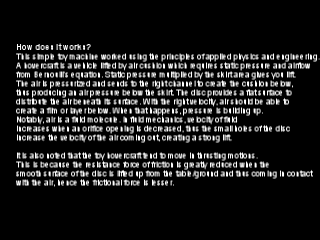 How does it works?
This simple toy machine worked using the principles of applied physics and engineering.
A hovercraft is a vehicle lifted by air cushion which requires static pressure and airflow
from Bernoulli's equation. Static pressure multiplied by the skirt area gives you lift.
The air is pressurized and sends to the right channel to create the cushion below,
thus producing an air pressure below the skirt. The disc provides a flat surface to
distribute the air beneath its surface. With the right velocity, air should be able to
create a film or layer below. When that happens, pressure is building up.
Notably, air is a fluid molecule. In fluid mechanics, velocity of fluid
increases when an orifice opening is decreased, thus the small holes of the disc
increase the velocity of the air coming out, creating a strong lift.
It is also noted that the toy hovercraft tend to move in thrusting motions.
This is because the resistance force of friction is greatly reduced when the
smooth surface of the disc is lifted up from the table/ground and thus coming in contact
with the air, hence the frictional force is lesser.